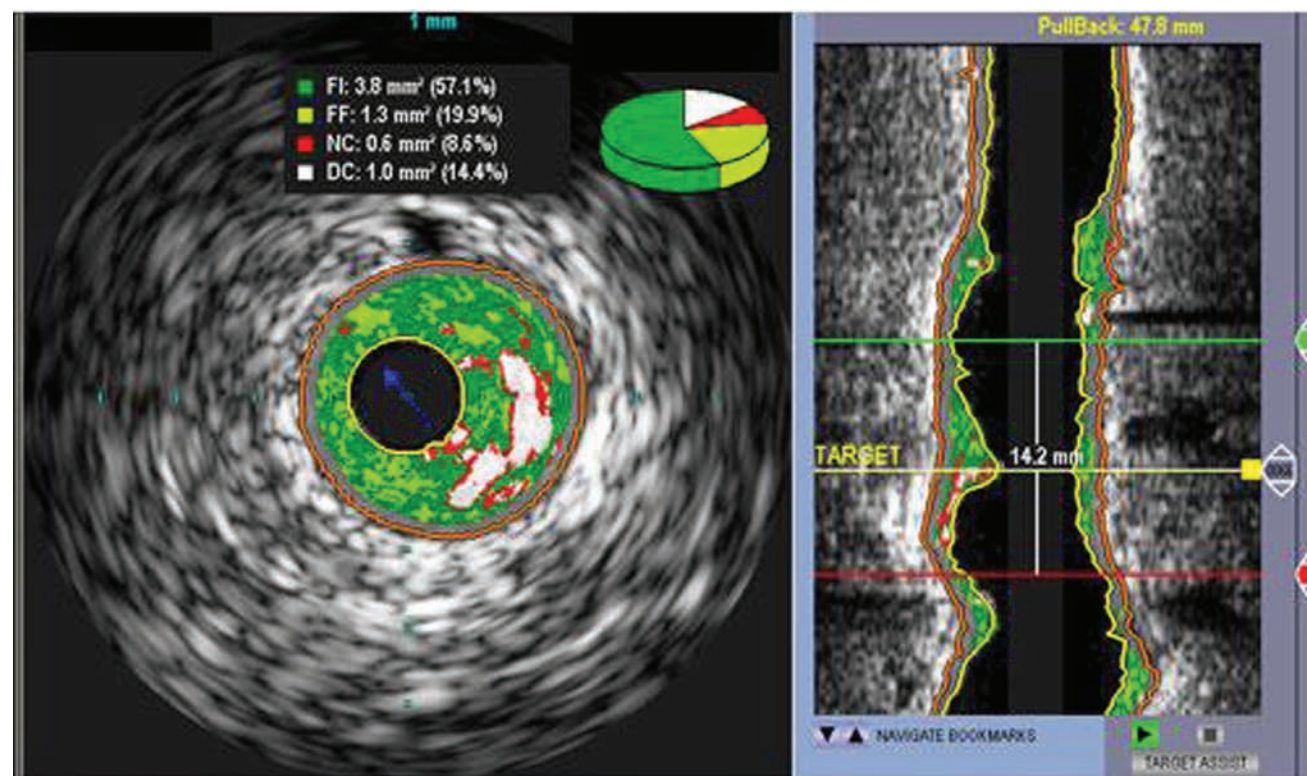 1 mm
FI: 3.8 mm² (57.1%)
FF: 1.3 mm² (19.9%)
NC: 0.6 mm² (8.6%)
DC: 1.0 mm² (14.4%)
PullBack: 47.8 mm
TARGET
14.2 mm
NAVIGATE BOOKMARKS
TARGET ASSIST